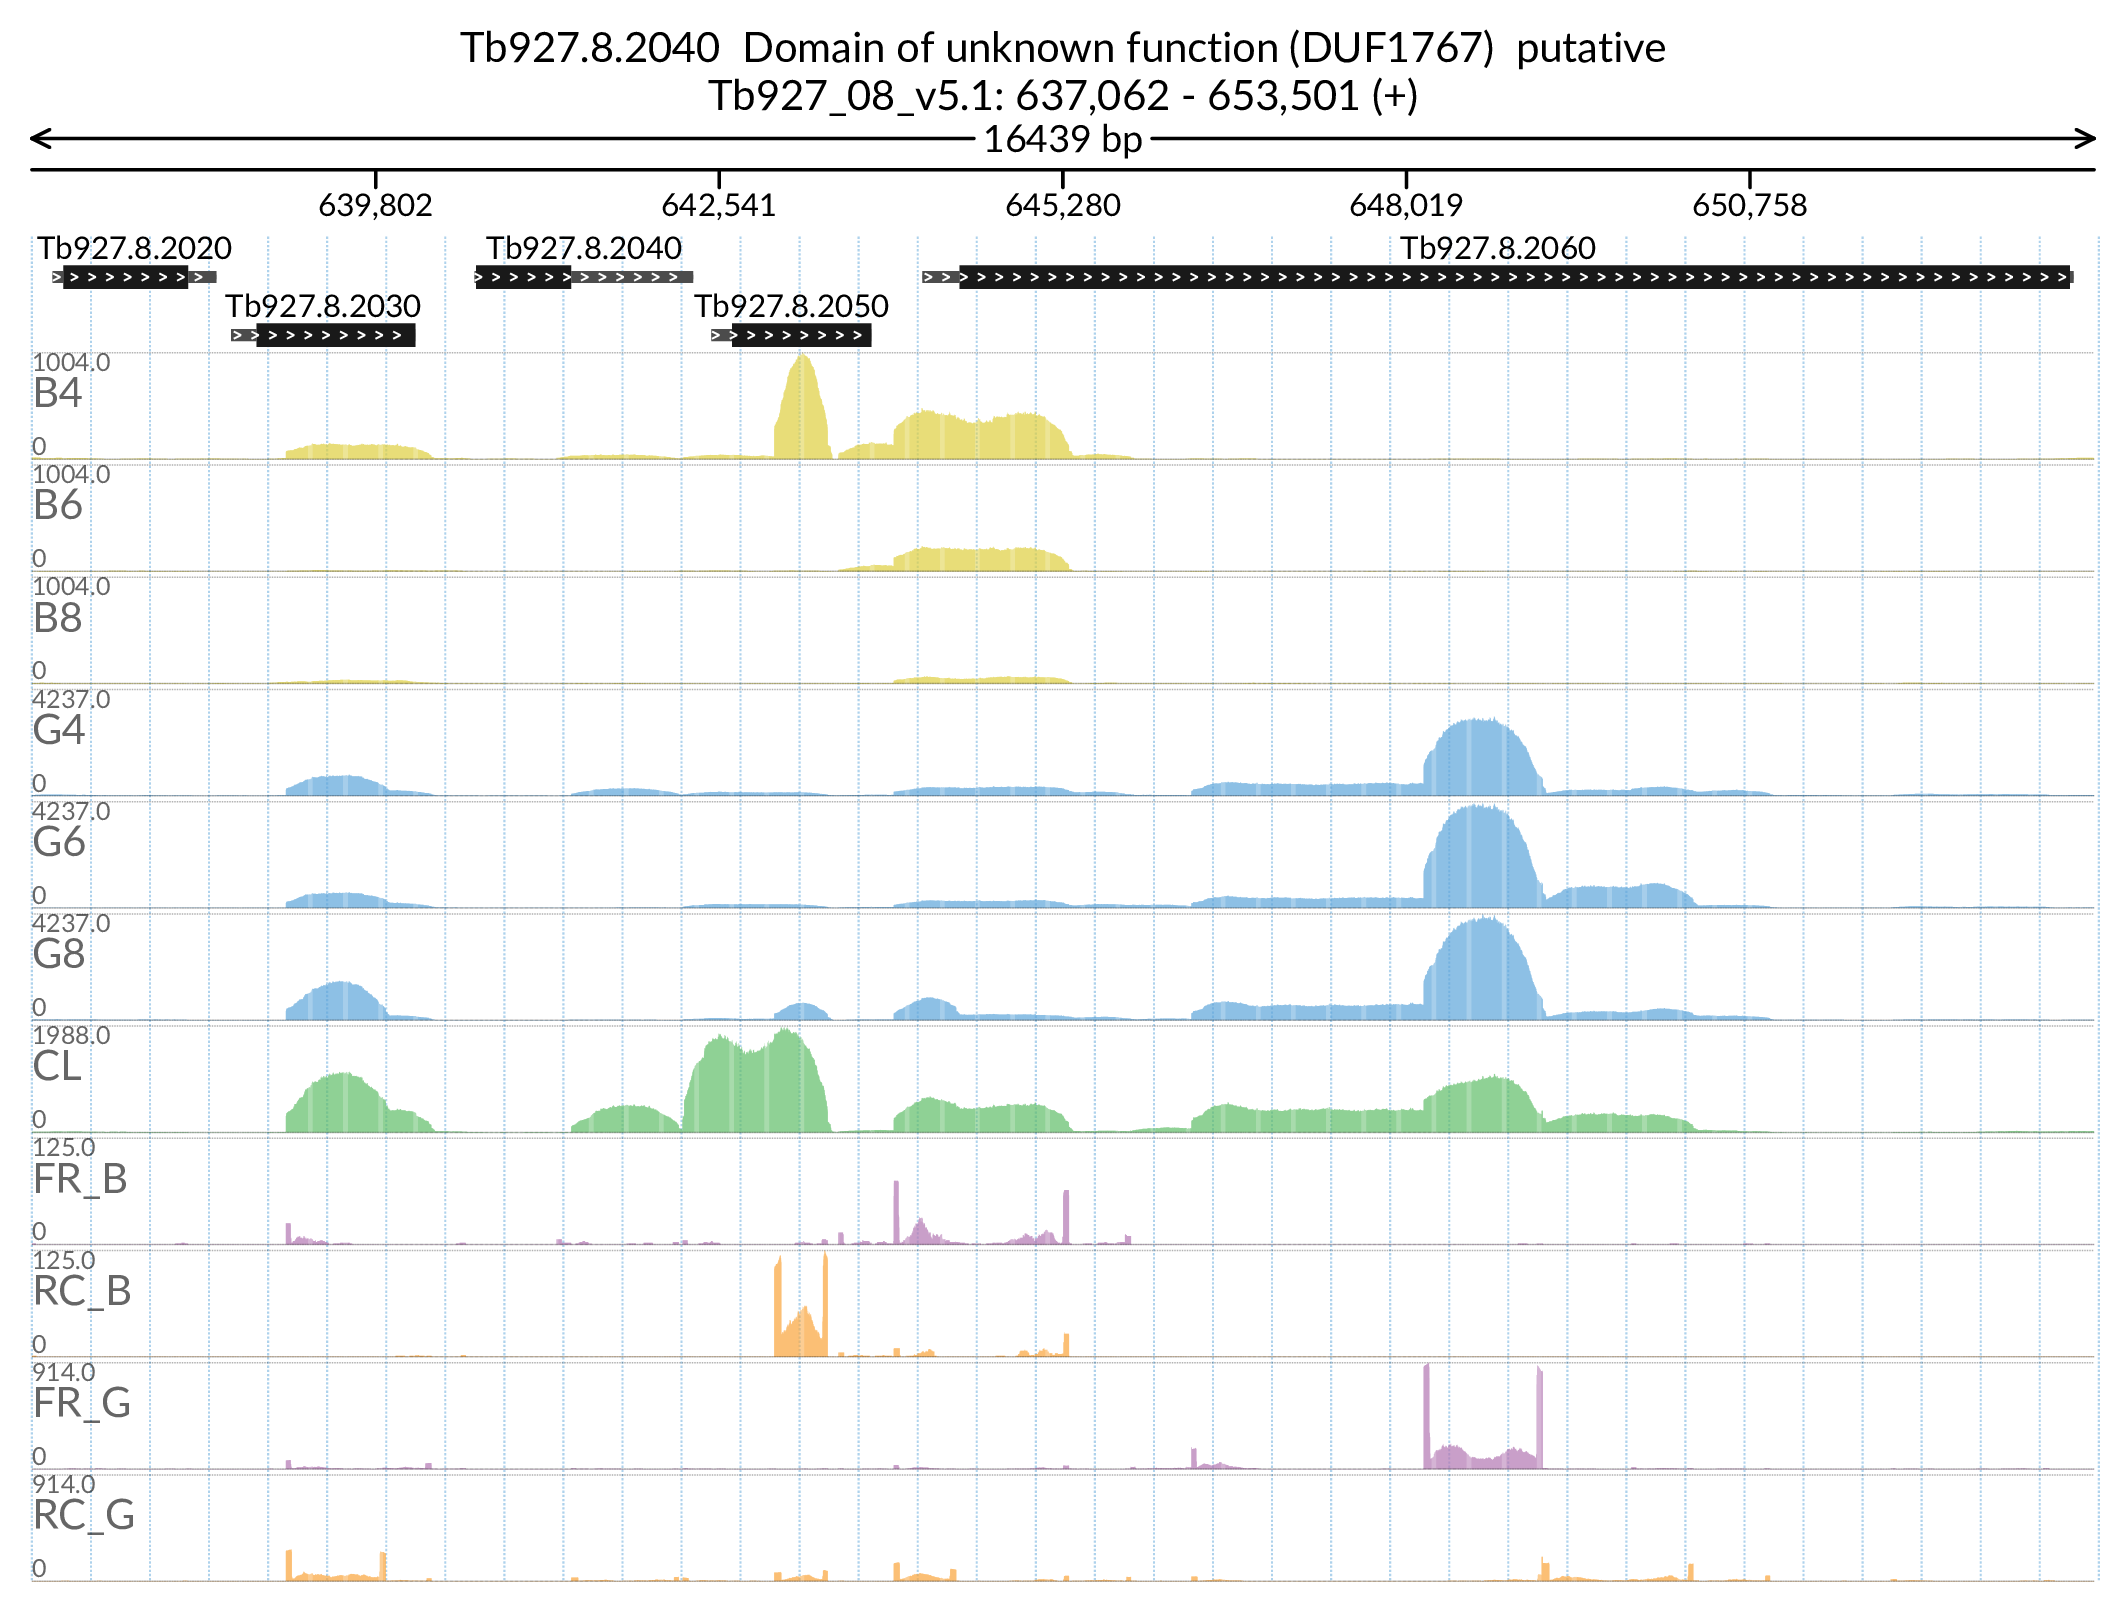 Tb927.8.2040 Domain of unknown function (DUF1767) putative
Tb927_08_v5.1: 637,062 - 653,501 (+)
16439 bp
639,802 642,541 645,280 648,019 650,758
Tb927.8.2020 Tb927.8.2040 Tb927.8.2060
Tb927.8.2030 Tb927.8.2050
1004.0
B4
0
1004.0
B6
0
1004.0
B8
0
4237.0
G4
0
4237.0
G6
0
4237.0
G8
0
1988.0
CL
0
125.0
FR_B
0
125.0
RC_B
0
914.0
FR_G
0
914.0
RC_G
0